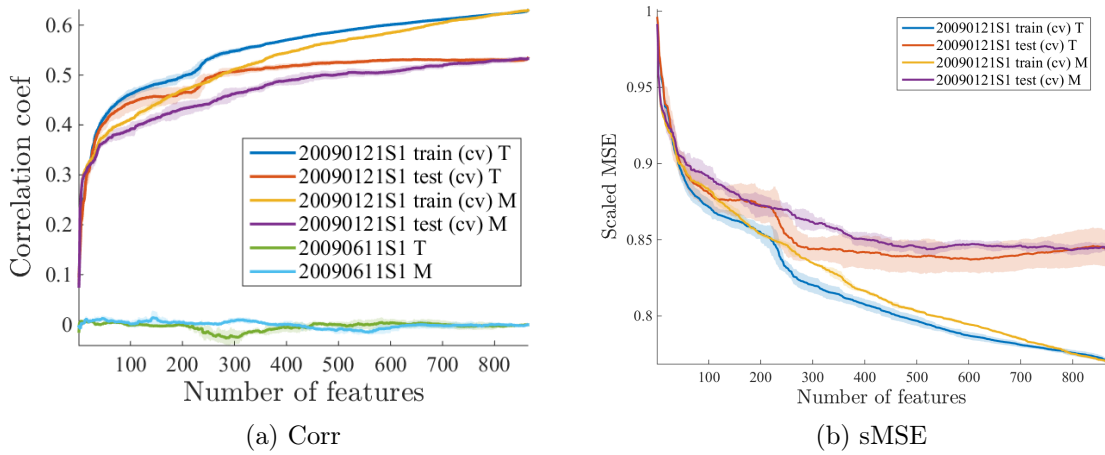 0.6
0.5
0.4
0.3
0.2
0.1
0
Correlation coef
20090121S1 train (cv) T
20090121S1 test (cv) T
20090121S1 train (cv) M
20090121S1 test (cv) M
20090611S1 T
20090611S1 M
100 200 300 400 500 600 700 800
Number of features
(a) Corr
1
0.95
0.9
0.85
0.8
Scaled MSE
20090121S1 train (cv) T
20090121S1 test (cv) T
20090121S1 train (cv) M
20090121S1 test (cv) M
100 200 300 400 500 600 700 800
Number of features
(b) sMSE